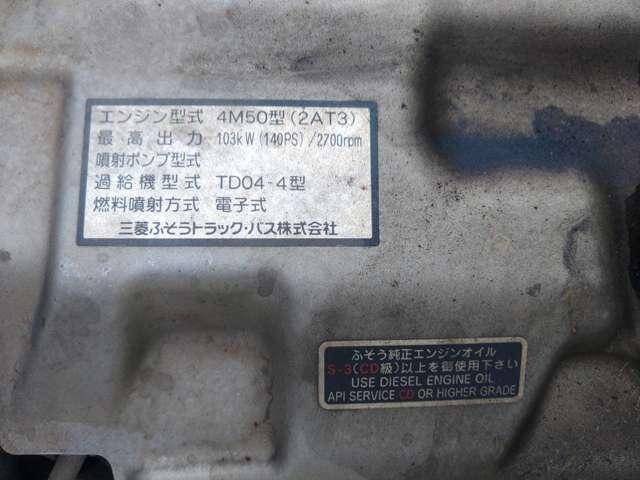 エンジン型式 4M50型(2AT3)
最高出力 103kW(140PS)/2700rpm
噴射ポンプ型式
過給機型式 TD04-4型
燃料噴射方式 電子式
三菱ふそうトラック・バス株式会社
ふそう純正エンジンオイル
S-3(CD級)以上を御使用下さい
USE DIESEL ENGINE OIL
API SERVICE CD OR HIGHER GRADE